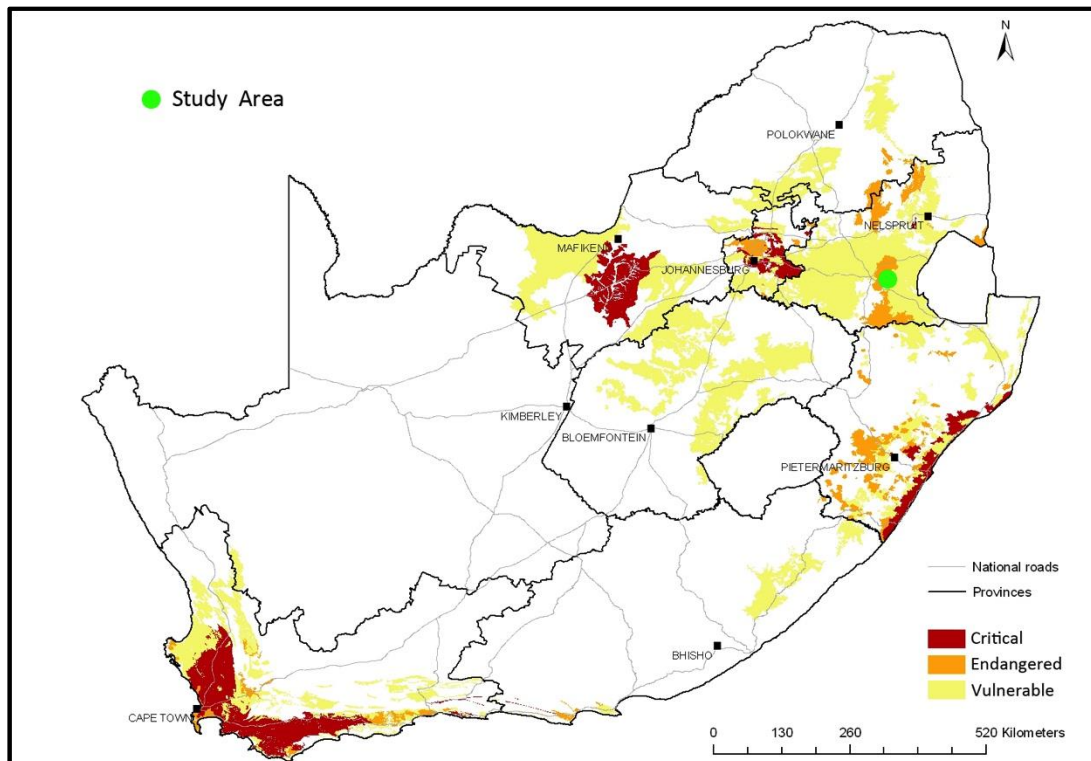 N
Study Area
POLOKWANE
NELSPRUIT
MAFIKENG
JOHANNESBURG
KIMBERLEY
BLOEMFONTEIN
PIETERMARITZBURG
National roads
Provinces
Critical
BHISHO
Endangered
Vulnerable
CAPE TOWN
0 130 260 520 Kilometers